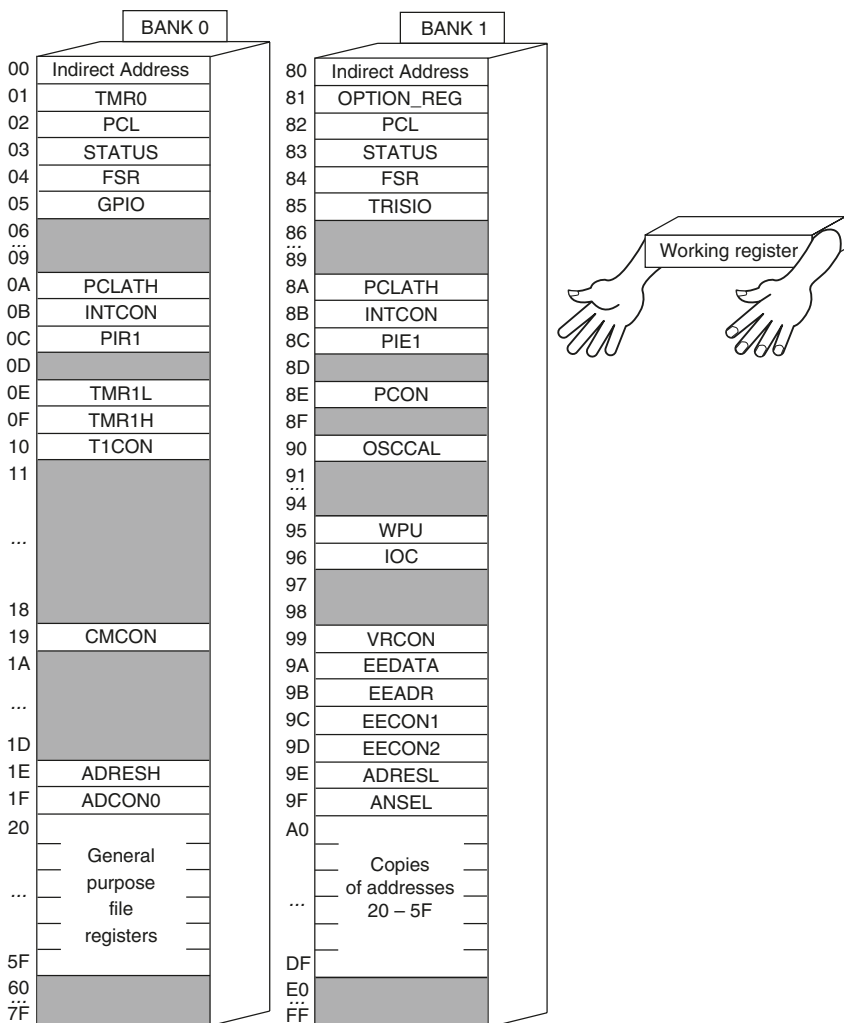 BANK 0
00 Indirect Address
01 TMR0
02 PCL
03 STATUS
04 FSR
05 GPIO
06
...
09
0A PCLATH
0B INTCON
0C PIR1
0D
0E TMR1L
0F TMR1H
10 T1CON
11
...
18
19 CMCON
1A
...
1D
1E ADRESH
1F ADCON0
20
General
purpose
... file
registers
5F
60
...
7F
BANK 1
80 Indirect Address
81 OPTION_REG
82 PCL
83 STATUS
84 FSR
85 TRISIO
86
...
89
8A PCLATH
8B INTCON
8C PIE1
8D
8E PCON
8F
90 OSCCAL
91
...
94
95 WPU
96 IOC
97
98
99 VRCON
9A EEDATA
9B EEADR
9C EECON1
9D EECON2
9E ADRESL
9F ANSEL
A0
Copies
of addresses
... 20 – 5F
DF
E0
...
FF
Working register